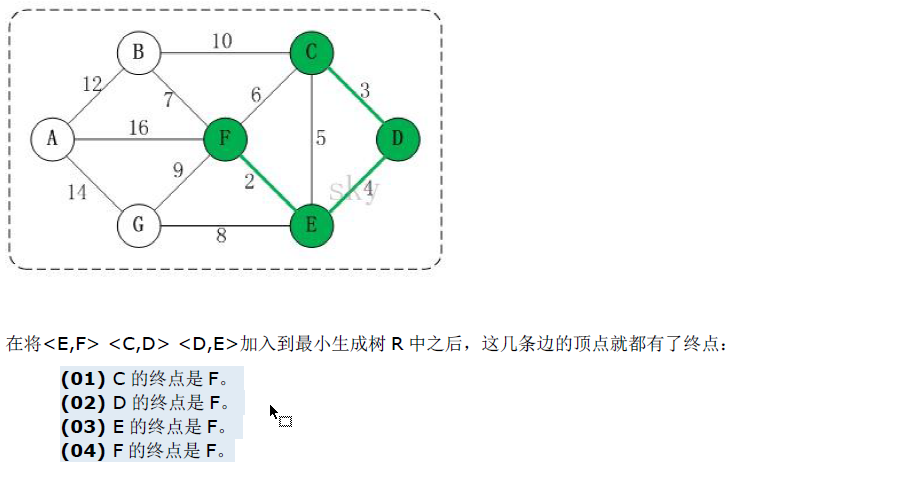 B 10 C
12 7 6 3
A 16 F 5 D
14 9 2 sky 4
G 8 E
在将<E,F> <C,D> <D,E>加入到最小生成树 R 中之后，这几条边的顶点就都有了终点：
(01) C 的终点是 F。
(02) D 的终点是 F。
(03) E 的终点是 F。
(04) F 的终点是 F。